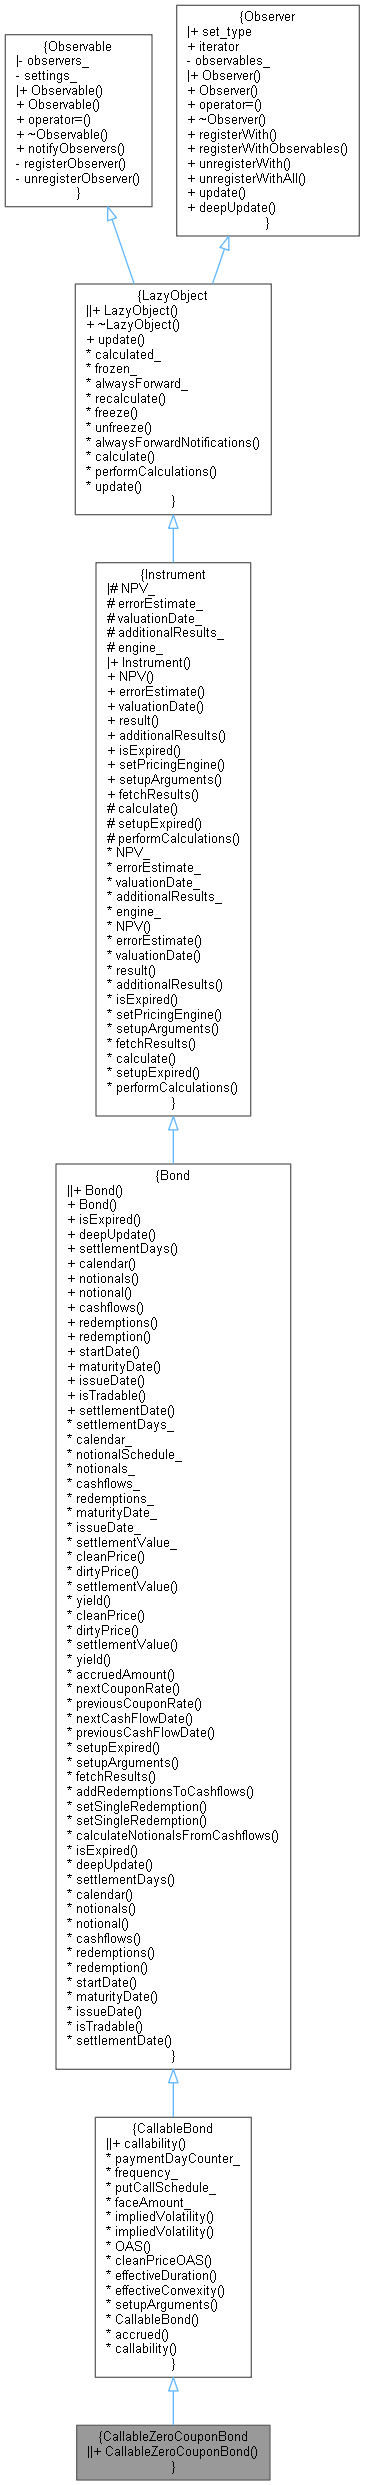 {Observable
|- observers_
- settings_
|+ Observable()
+ Observable()
+ operator=()
+ ~Observable()
+ notifyObservers()
- registerObserver()
- unregisterObserver()
}
{Observer
|+ set_type
+ iterator
- observables_
|+ Observer()
+ Observer()
+ operator=()
+ ~Observer()
+ registerWith()
+ registerWithObservables()
+ unregisterWith()
+ unregisterWithAll()
+ update()
+ deepUpdate()
}
{LazyObject
||+ LazyObject()
+ ~LazyObject()
+ update()
* calculated_
* frozen_
* alwaysForward_
* recalculate()
* freeze()
* unfreeze()
* alwaysForwardNotifications()
* calculate()
* performCalculations()
* update()
}
{Instrument
|# NPV_
# errorEstimate_
# valuationDate_
# additionalResults_
# engine_
|+ Instrument()
+ NPV()
+ errorEstimate()
+ valuationDate()
+ result()
+ additionalResults()
+ isExpired()
+ setPricingEngine()
+ setupArguments()
+ fetchResults()
# calculate()
# setupExpired()
# performCalculations()
* NPV_
* errorEstimate_
* valuationDate_
* additionalResults_
* engine_
* NPV()
* errorEstimate()
* valuationDate()
* result()
* additionalResults()
* isExpired()
* setPricingEngine()
* setupArguments()
* fetchResults()
* calculate()
* setupExpired()
* performCalculations()
}
{Bond
||+ Bond()
+ Bond()
+ isExpired()
+ deepUpdate()
+ settlementDays()
+ calendar()
+ notionals()
+ notional()
+ cashflows()
+ redemptions()
+ redemption()
+ startDate()
+ maturityDate()
+ issueDate()
+ isTradable()
+ settlementDate()
* settlementDays_
* calendar_
* notionalSchedule_
* notionals_
* cashflows_
* redemptions_
* maturityDate_
* issueDate_
* settlementValue_
* cleanPrice()
* dirtyPrice()
* settlementValue()
* yield()
* cleanPrice()
* dirtyPrice()
* settlementValue()
* yield()
* accruedAmount()
* nextCouponRate()
* previousCouponRate()
* nextCashFlowDate()
* previousCashFlowDate()
* setupExpired()
* setupArguments()
* fetchResults()
* addRedemptionsToCashflows()
* setSingleRedemption()
* setSingleRedemption()
* calculateNotionalsFromCashflows()
* isExpired()
* deepUpdate()
* settlementDays()
* calendar()
* notionals()
* notional()
* cashflows()
* redemptions()
* redemption()
* startDate()
* maturityDate()
* issueDate()
* isTradable()
* settlementDate()
}
{CallableBond
||+ callability()
* paymentDayCounter_
* frequency_
* putCallSchedule_
* faceAmount_
* impliedVolatility()
* impliedVolatility()
* OAS()
* cleanPriceOAS()
* effectiveDuration()
* effectiveConvexity()
* setupArguments()
* CallableBond()
* accrued()
* callability()
}
{CallableZeroCouponBond
||+ CallableZeroCouponBond()
}